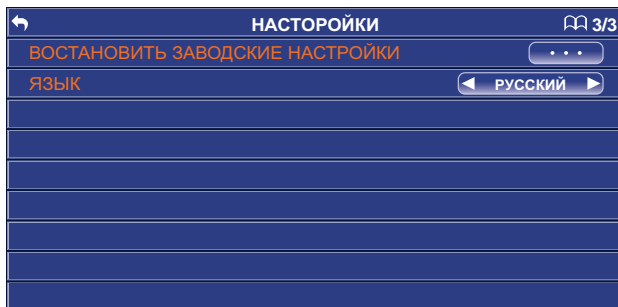 НАСТОРОЙКИ 3/3
ВОСТАНОВИТЬ ЗАВОДСКИЕ НАСТРОЙКИ ...
ЯЗЫК РУССКИЙ